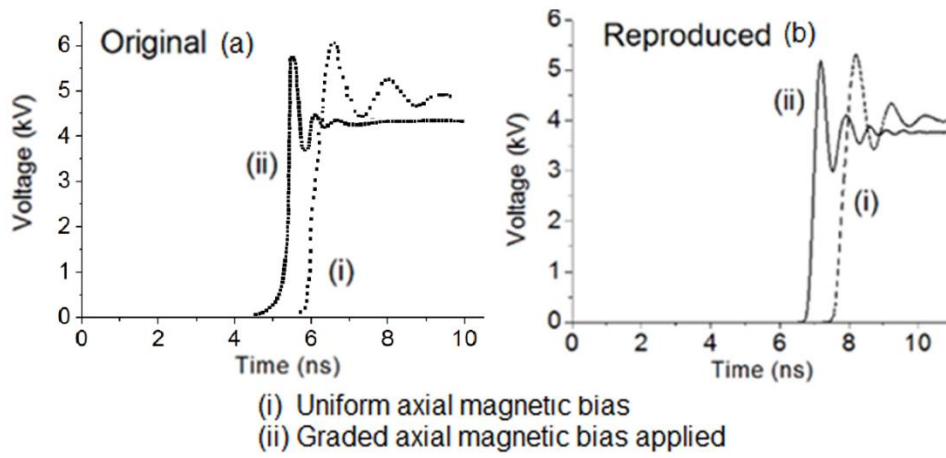 Original (a)
6
5
4
3
2
1
0
Voltage (kV)
(ii)
(i)
0 2 4 6 8 10
Time (ns)
Reproduced (b)
6
5
4
3
2
1
0
Voltage (kV)
(ii)
(i)
0 2 4 6 8 10
Time (ns)
(i) Uniform axial magnetic bias
(ii) Graded axial magnetic bias applied